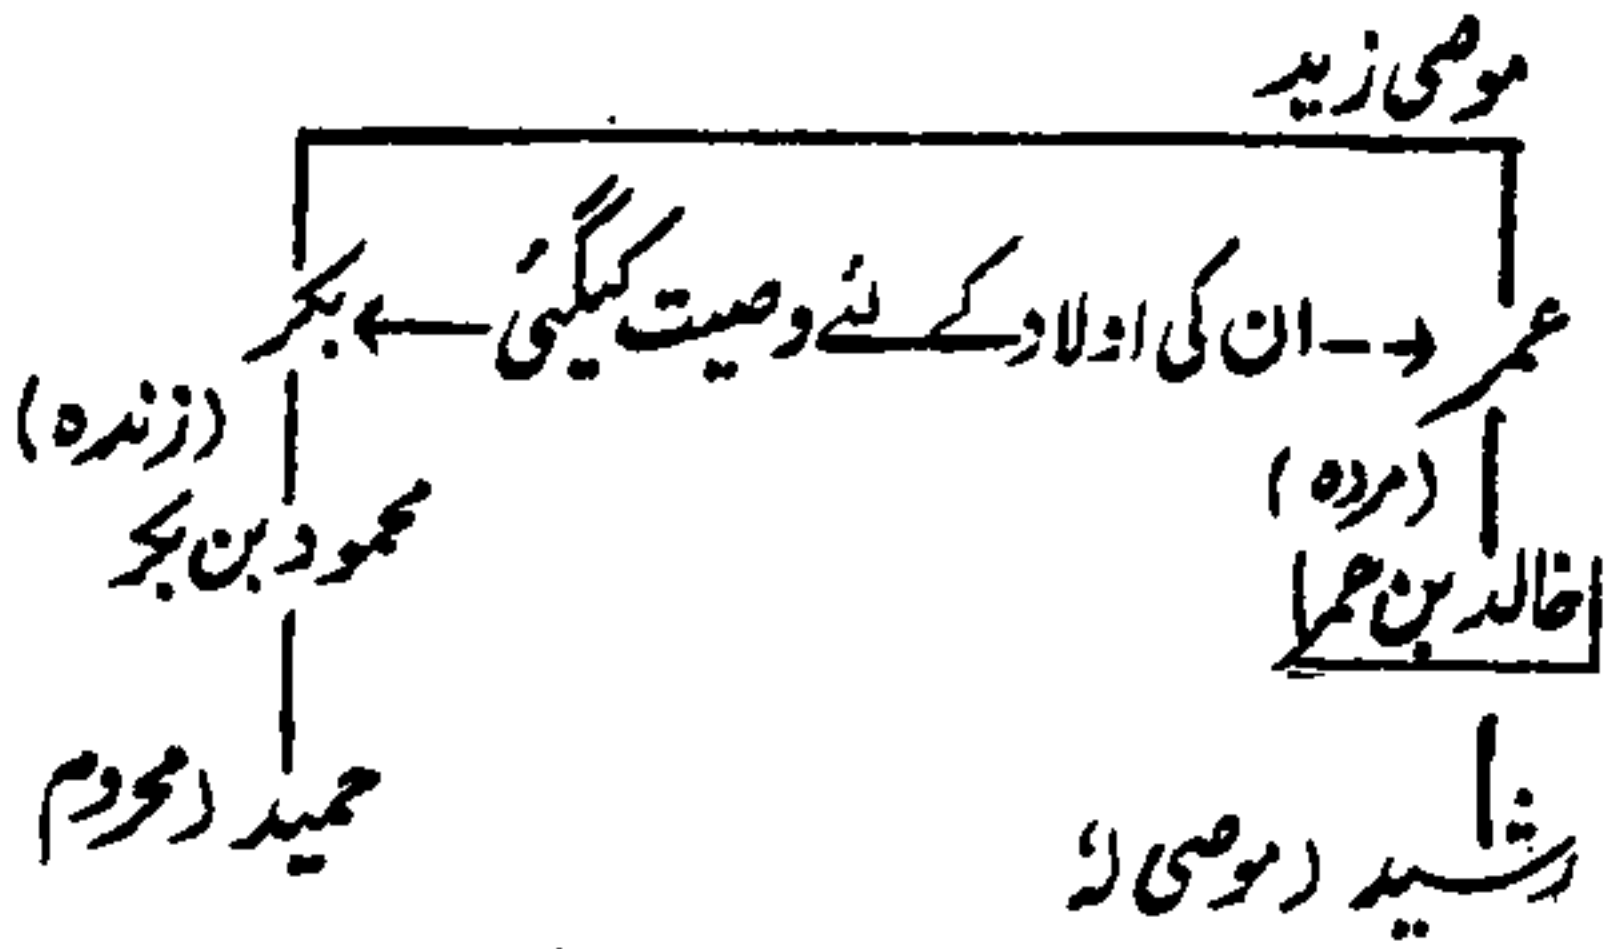 موصی زید
عمر ← ان کی اولاد کے لئے وصیت کیگئی → بکر
(مردہ) (زندہ)
خالد بن عمر محمود بن بکر
رشید (موصی لہٗ حمید (محروم